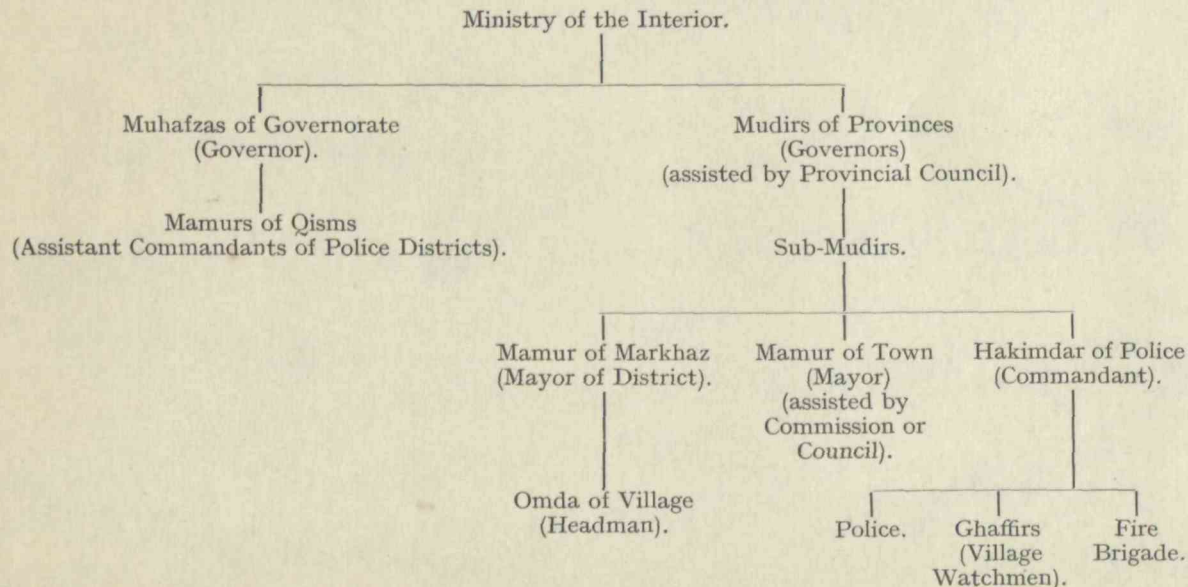 Ministry of the Interior.
Muhafzas of Governorate
(Governor).
Mudirs of Provinces
(Governors)
(assisted by Provincial Council).
Mamurs of Qisms
(Assistant Commandants of Police Districts).
Sub-Mudirs.
Mamur of Markhaz
(Mayor of District).
Mamur of Town
(Mayor)
(assisted by
Commission or
Council).
Hakimdar of Police
(Commandant).
Omda of Village
(Headman).
Police.
Ghaffirs
(Village
Watchmen).
Fire
Brigade.